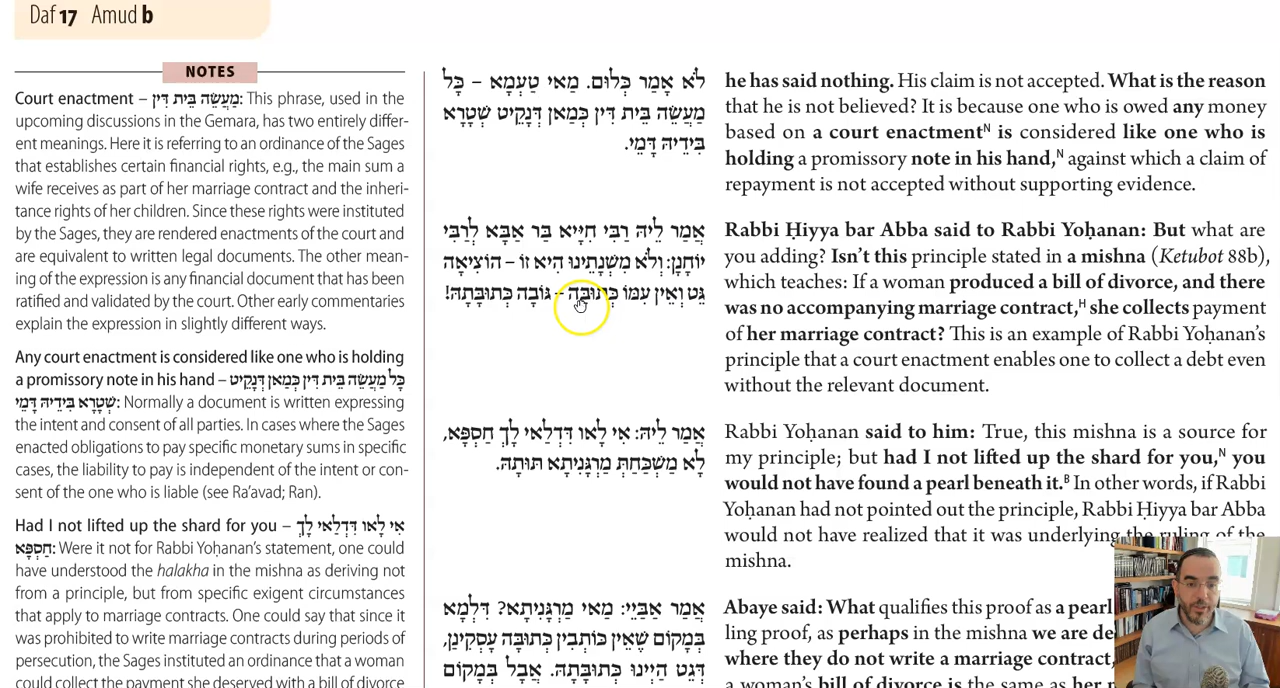 Daf 17 Amud b
NOTES
Court enactment – מַעֲשֵׂה בֵּית דִּין: This phrase, used in the
upcoming discussions in the Gemara, has two entirely differ-
ent meanings. Here it is referring to an ordinance of the Sages
that establishes certain financial rights, e.g., the main sum a
wife receives as part of her marriage contract and the inheri-
tance rights of her children. Since these rights were instituted
by the Sages, they are rendered enactments of the court and
are equivalent to written legal documents. The other mean-
ing of the expression is any financial document that has been
ratified and validated by the court. Other early commentaries
explain the expression in slightly different ways.
Any court enactment is considered like one who is holding
a promissory note in his hand – כָּל מַעֲשֵׂה בֵּית דִּין כְּמַאן דְּנָקֵיט
שְׁטָרָא בִּידֵיהּ דָּמֵי: Normally a document is written expressing
the intent and consent of all parties. In cases where the Sages
enacted obligations to pay specific monetary sums in specific
cases, the liability to pay is independent of the intent or con-
sent of the one who is liable (see Ra'avad; Ran).
Had I not lifted up the shard for you – אִי לָאו דִּדְלַאי לָךְ
חַסְפָּא: Were it not for Rabbi Yoḥanan's statement, one could
have understood the halakha in the mishna as deriving not
from a principle, but from specific exigent circumstances
that apply to marriage contracts. One could say that since it
was prohibited to write marriage contracts during periods of
persecution, the Sages instituted an ordinance that a woman
could collect the payment she deserved with a bill of divorce
לֹא אָמַר כְּלוּם. מַאי טַעְמָא – כָּל
מַעֲשֵׂה בֵּית דִּין כְּמַאן דְּנָקֵיט שְׁטָרָא
בִּידֵיהּ דָּמֵי.
אֲמַר לֵיהּ רַבִּי חִיָּיא בַּר אַבָּא לְרַבִּי
יוֹחָנָן: וְלֹא מִשְׁנָתֵינוּ הִיא זוֹ – הוֹצִיאָה
גֵּט וְאֵין עִמּוֹ כְּתוּבָּה – גּוֹבָה כְּתוּבָּתָהּ!
אֲמַר לֵיהּ: אִי לָאו דִּדְלַאי לָךְ חַסְפָּא,
לָא מַשְׁכַּחַתְּ מַרְגָּנִיתָא תּוּתָהּ.
אֲמַר אַבַּיֵי: מַאי מַרְגָּנִיתָא? דִּלְמָא
בְּמָקוֹם שֶׁאֵין כּוֹתְבִין כְּתוּבָּה עָסְקִינַן,
דְּגֵט הַיְינוּ כְּתוּבָּתָהּ. אֲבָל בְּמָקוֹם
he has said nothing. His claim is not accepted. What is the reason
that he is not believed? It is because one who is owed any money
based on a court enactmentᴺ is considered like one who is
holding a promissory note in his hand,ᴺ against which a claim of
repayment is not accepted without supporting evidence.
Rabbi Ḥiyya bar Abba said to Rabbi Yoḥanan: But what are
you adding? Isn't this principle stated in a mishna (Ketubot 88b),
which teaches: If a woman produced a bill of divorce, and there
was no accompanying marriage contract,ᴴ she collects payment
of her marriage contract? This is an example of Rabbi Yoḥanan's
principle that a court enactment enables one to collect a debt even
without the relevant document.
Rabbi Yoḥanan said to him: True, this mishna is a source for
my principle; but had I not lifted up the shard for you,ᴺ you
would not have found a pearl beneath it.ᴮ In other words, if Rabbi
Yoḥanan had not pointed out the principle, Rabbi Ḥiyya bar Abba
would not have realized that it was underlying the ruling of the
mishna.
Abaye said: What qualifies this proof as a pearl
ling proof, as perhaps in the mishna we are
where they do not write a marriage contract,
a woman's bill of divorce is the same as her